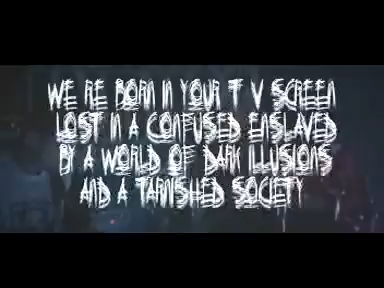 WE RE BORN IN YOUR T V SCREEN
LOST IN A CONFUSED ENSLAVED
BY A WORLD OF DARK ILLUSIONS
AND A TARNISHED SOCIETY